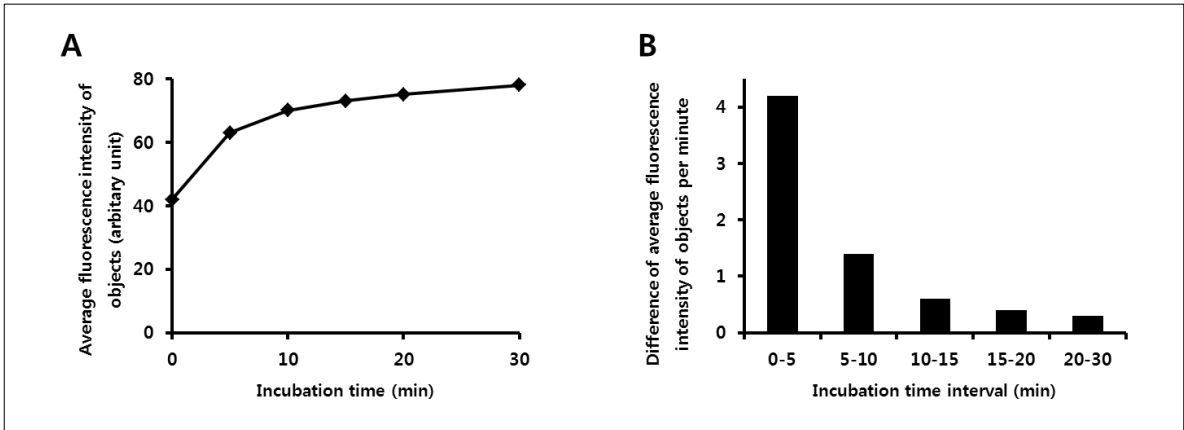 A
Average fluorescence intensity of
objects (arbitrary unit)
80
60
40
20
0
0
10
20
30
Incubation time (min)
B
Difference of average fluorescence
intensity of objects per minute
4
3
2
1
0
0-5
5-10
10-15
15-20
20-30
Incubation time interval (min)